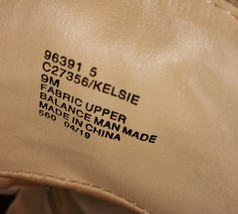 96391 5
C27356/KELSIE
9M
FABRIC UPPER
BALANCE MAN MADE
MADE IN CHINA
560 04/19